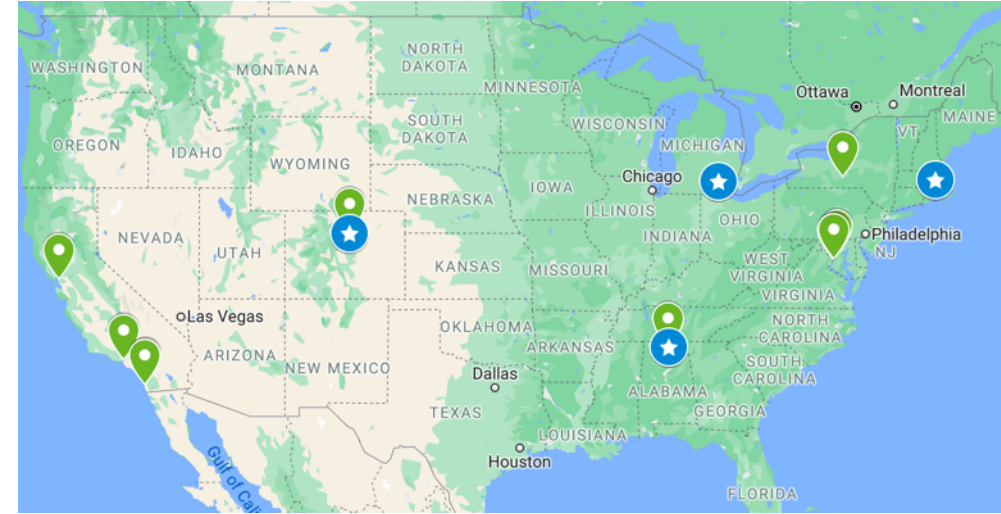 WASHINGTON
MONTANA
NORTH
DAKOTA
MINNESOTA
Ottawa
Montreal
MAINE
VT
OREGON
IDAHO
SOUTH
DAKOTA
WISCONSIN
MICHIGAN
WYOMING
Chicago
NEBRASKA
IOWA
ILLINOIS
OHIO
INDIANA
Philadelphia
NJ
NEVADA
UTAH
KANSAS
MISSOURI
WEST
VIRGINIA
VIRGINIA
Las Vegas
OKLAHOMA
ARKANSAS
NORTH
CAROLINA
ARIZONA
NEW MEXICO
SOUTH
CAROLINA
Dallas
ALABAMA
TEXAS
GEORGIA
LOUISIANA
Houston
FLORIDA
Gulf of Cali